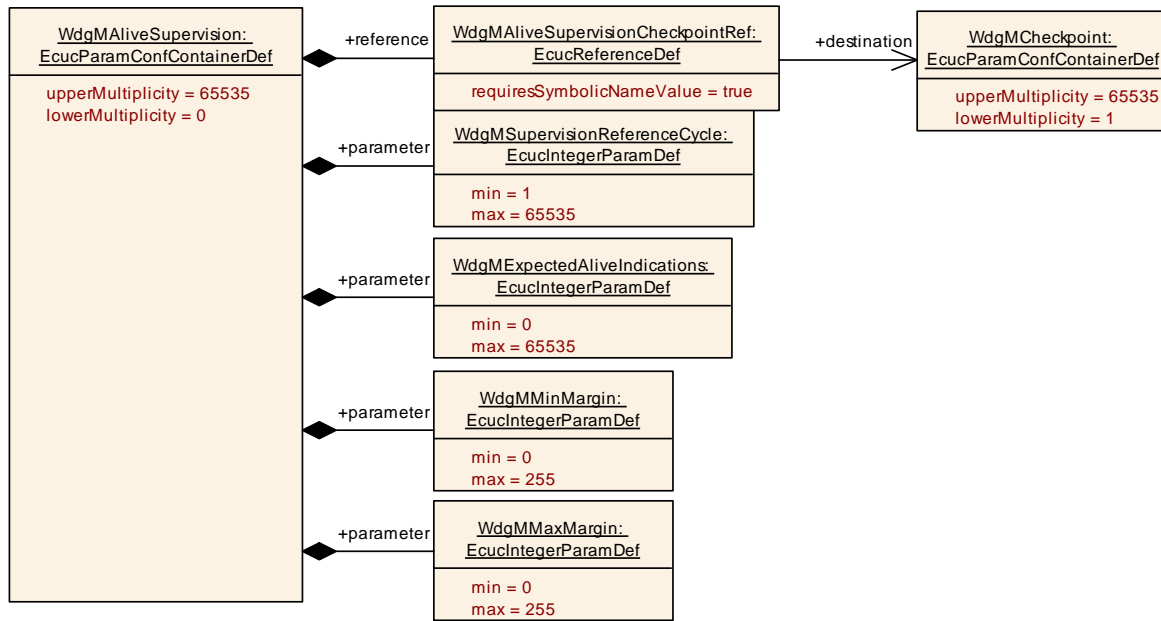 WdgMAliveSupervision:
EcucParamConfContainerDef
upperMultiplicity = 65535
lowerMultiplicity = 0
+reference
WdgMAliveSupervisionCheckpointRef:
EcucReferenceDef
requiresSymbolicNameValue = true
+destination
WdgMCheckpoint:
EcucParamConfContainerDef
upperMultiplicity = 65535
lowerMultiplicity = 1
+parameter
WdgMSupervisionReferenceCycle:
EcucIntegerParamDef
min = 1
max = 65535
+parameter
WdgMExpectedAliveIndications:
EcucIntegerParamDef
min = 0
max = 65535
+parameter
WdgMMinMargin:
EcucIntegerParamDef
min = 0
max = 255
+parameter
WdgMMaxMargin:
EcucIntegerParamDef
min = 0
max = 255